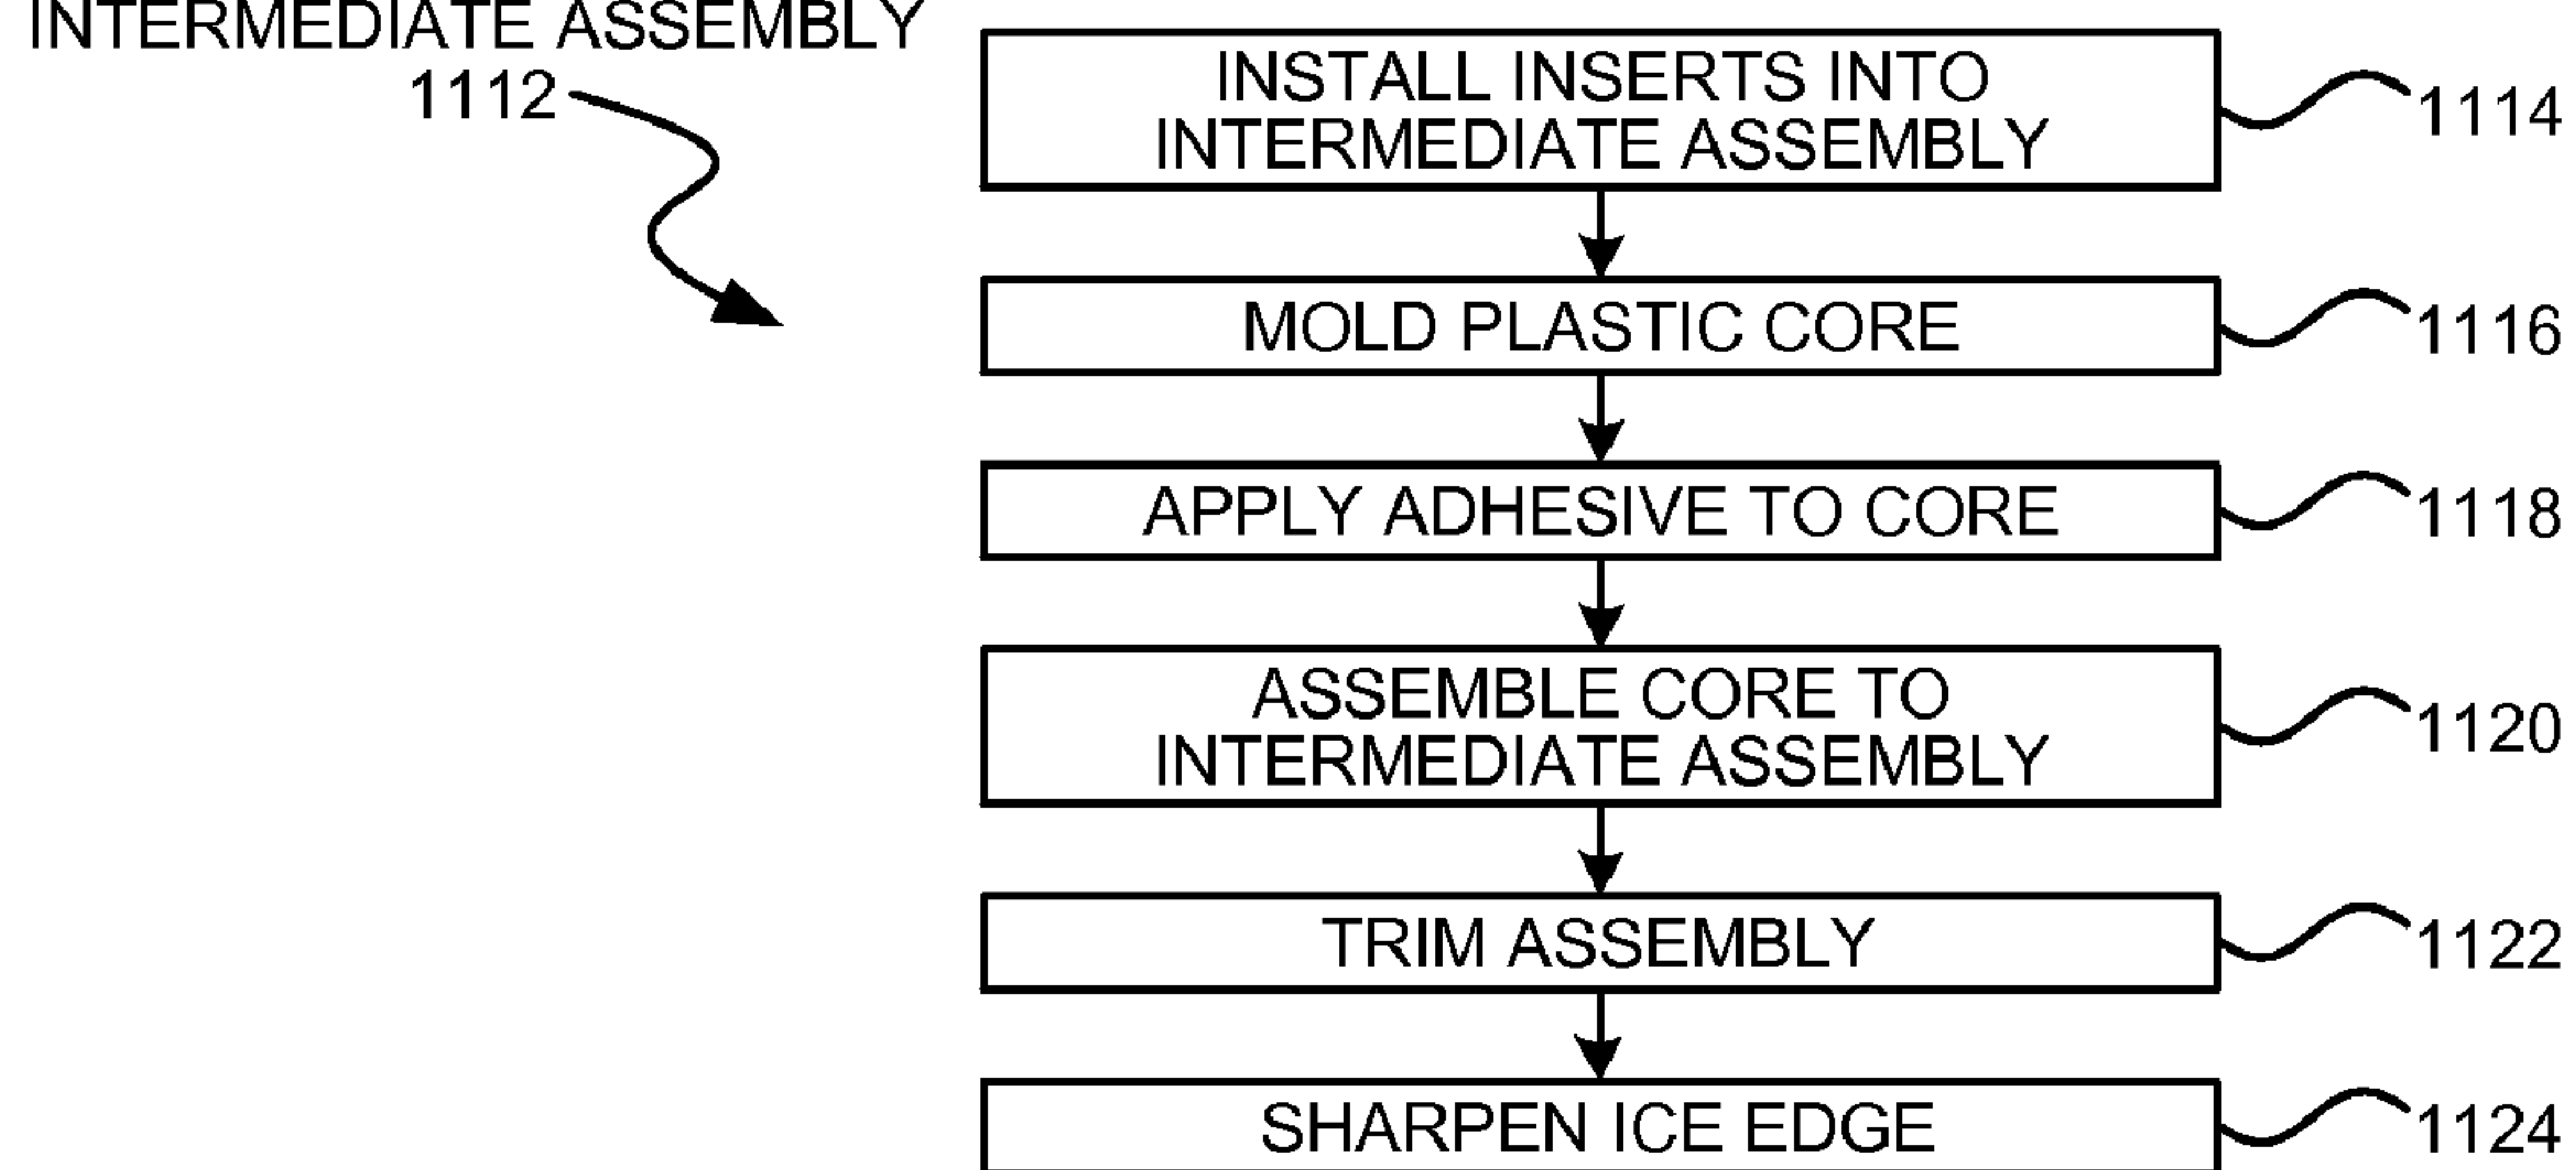 INTERMEDIATE ASSEMBLY
1112
INSTALL INSERTS INTO
INTERMEDIATE ASSEMBLY
1114
MOLD PLASTIC CORE
1116
APPLY ADHESIVE TO CORE
1118
ASSEMBLE CORE TO
INTERMEDIATE ASSEMBLY
1120
TRIM ASSEMBLY
1122
SHARPEN ICE EDGE
1124